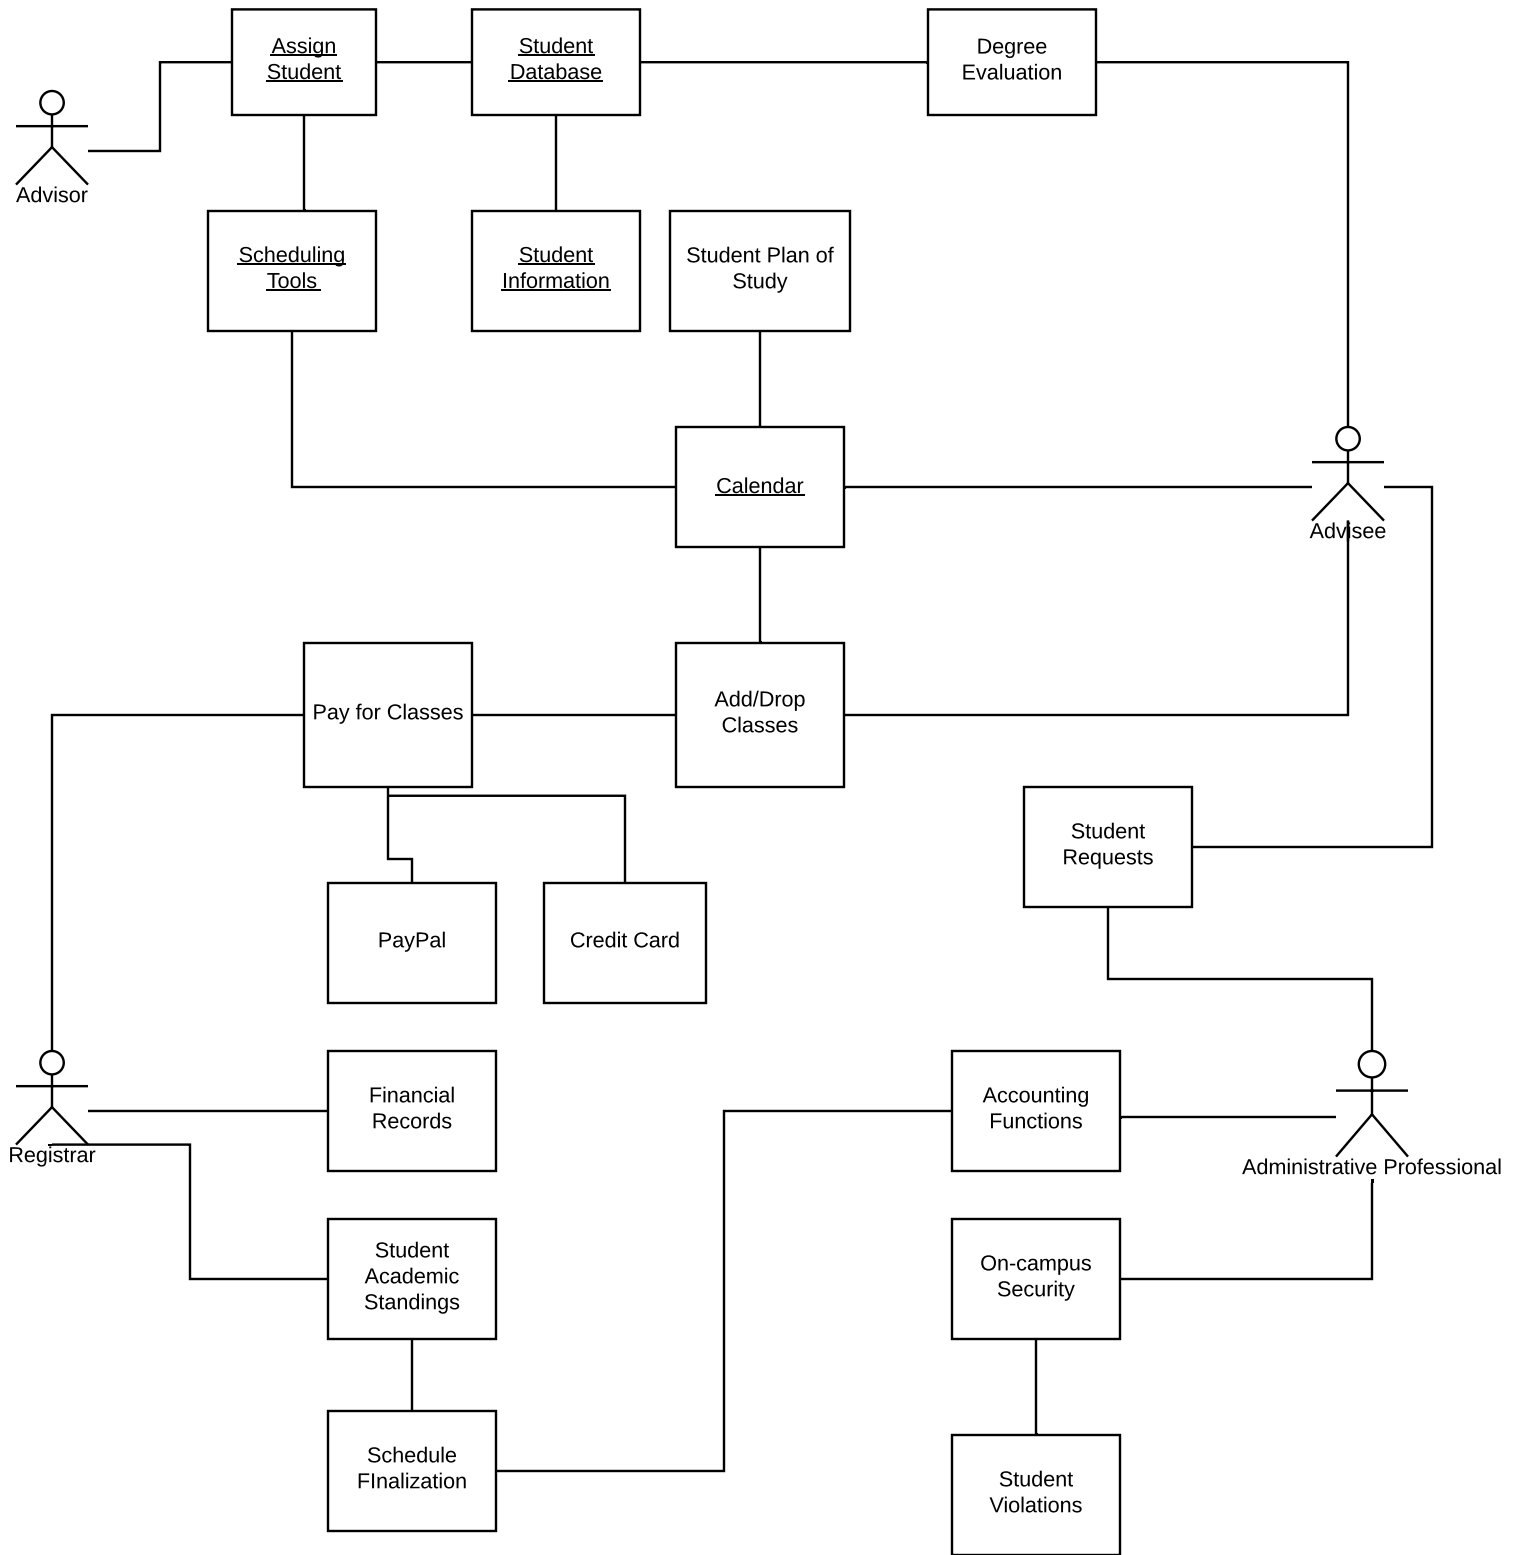 Assign
Student
Student
Database
Degree
Evaluation
Advisor
Scheduling
Tools
Student
Information
Student Plan of
Study
Calendar
Advisee
Pay for Classes
Add/Drop
Classes
Student
Requests
PayPal
Credit Card
Financial
Records
Accounting
Functions
Registrar
Administrative Professional
Student
Academic
Standings
On-campus
Security
Schedule
FInalization
Student
Violations